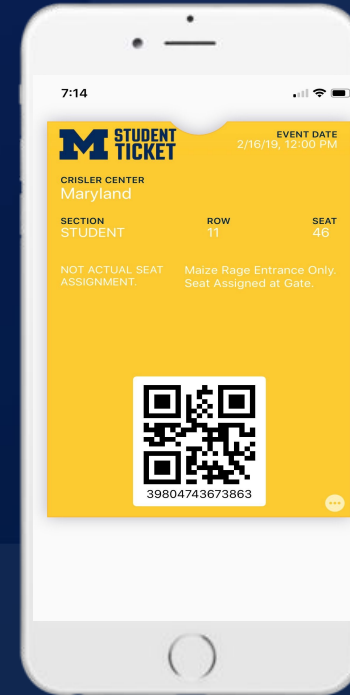 7:14
M STUDENT TICKET
EVENT DATE
2/16/19, 12:00 PM
CRISLER CENTER
Maryland
SECTION ROW SEAT
STUDENT 11 46
NOT ACTUAL SEAT ASSIGNMENT.
Maize Rage Entrance Only.
Seat Assigned at Gate.
39804743673863